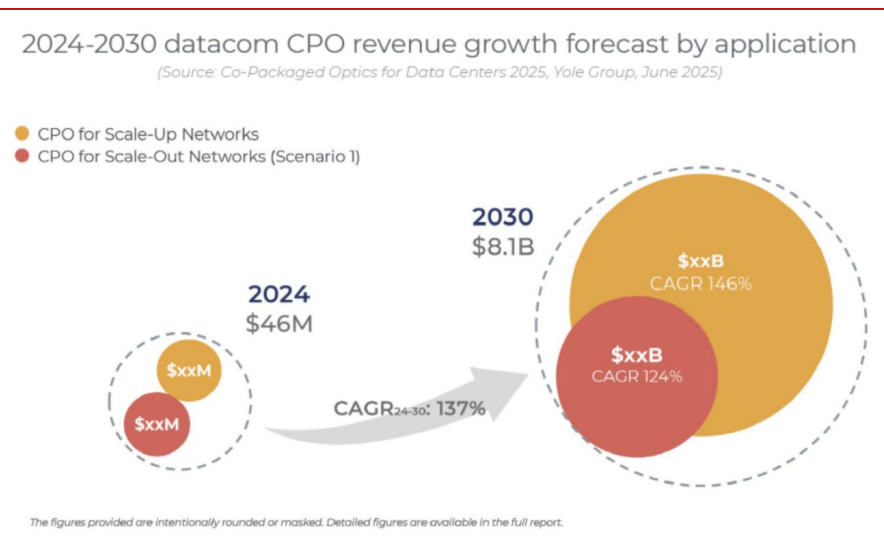 2024-2030 datacom CPO revenue growth forecast by application
(Source: Co-Packaged Optics for Data Centers 2025, Yole Group, June 2025)
CPO for Scale-Up Networks
CPO for Scale-Out Networks (Scenario 1)
2030
$8.1B
$xxB
CAGR 146%
2024
$46M
$xxB
CAGR 124%
$xxM
$xxM
CAGR24-30: 137%
The figures provided are intentionally rounded or masked. Detailed figures are available in the full report.